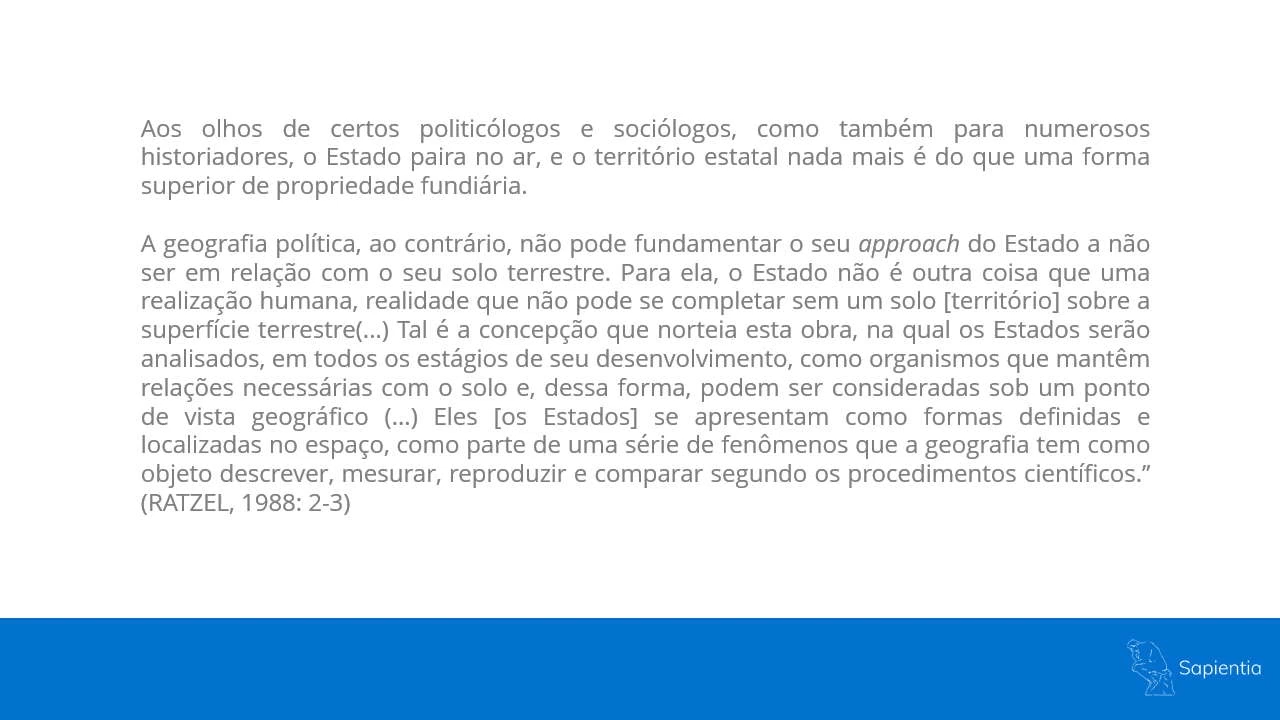 Aos olhos de certos politicólogos e sociólogos, como também para numerosos
historiadores, o Estado paira no ar, e o território estatal nada mais é do que uma forma
superior de propriedade fundiária.
A geografia política, ao contrário, não pode fundamentar o seu approach do Estado a não
ser em relação com o seu solo terrestre. Para ela, o Estado não é outra coisa que uma
realização humana, realidade que não pode se completar sem um solo [território] sobre a
superfície terrestre(...) Tal é a concepção que norteia esta obra, na qual os Estados serão
analisados, em todos os estágios de seu desenvolvimento, como organismos que mantêm
relações necessárias com o solo e, dessa forma, podem ser consideradas sob um ponto
de vista geográfico (...) Eles [os Estados] se apresentam como formas definidas e
localizadas no espaço, como parte de uma série de fenômenos que a geografia tem como
objeto descrever, mesurar, reproduzir e comparar segundo os procedimentos científicos.”
(RATZEL, 1988: 2-3)
Sapientia